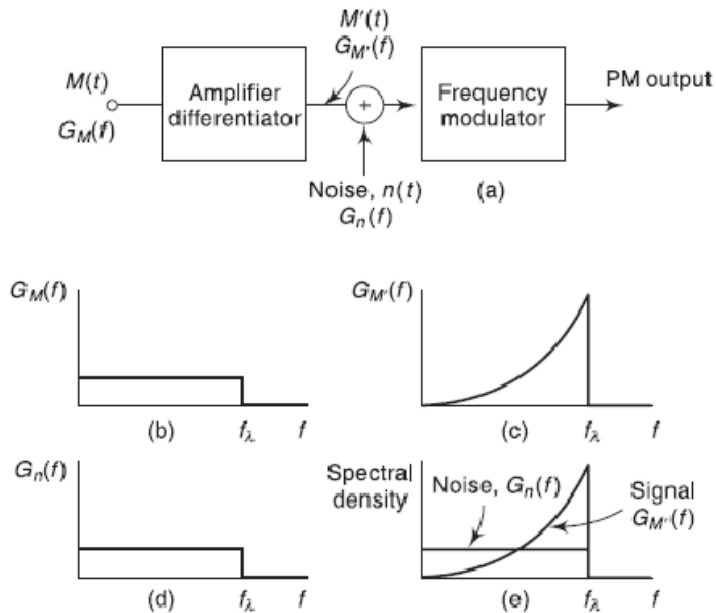 M′(t)
G_M′(f)
M(t)
G_M(f)
Amplifier
differentiator
+
Frequency
modulator
PM output
Noise, n(t)
G_n(f)
(a)
G_M(f)
(b) f_λ f
G_M′(f)
(c) f_λ f
G_n(f)
(d) f_λ f
Spectral
density
Noise, G_n(f)
Signal
G_M′(f)
(e) f_λ f